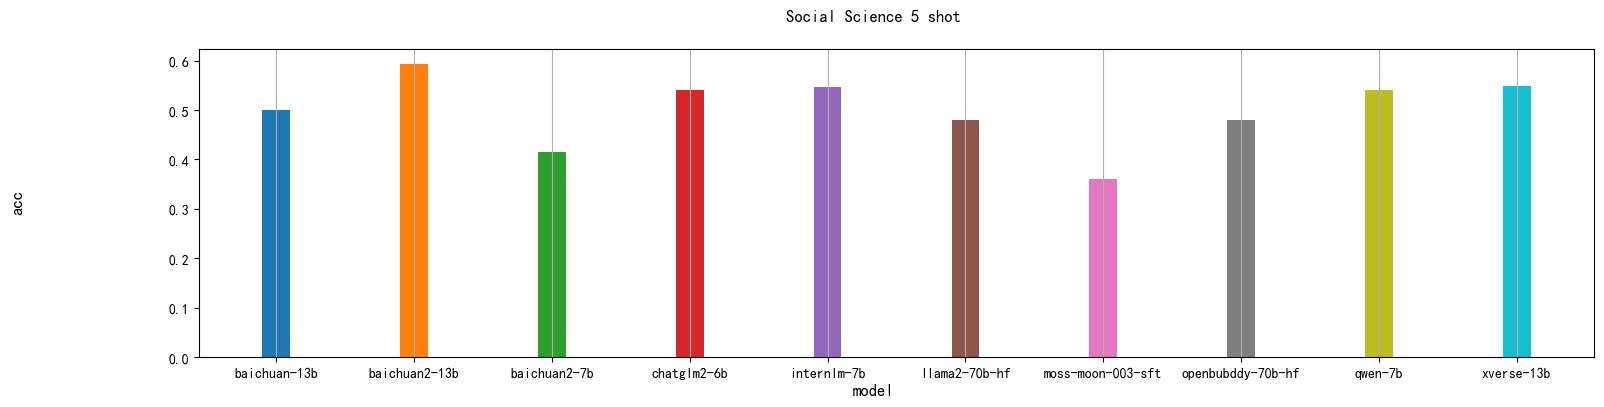 Social Science 5 shot
acc
0.6
0.5
0.4
0.3
0.2
0.1
0.0
baichuan-13b baichuan2-13b baichuan2-7b chatglm2-6b internlm-7b llama2-70b-hf moss-moon-003-sft openbubddy-70b-hf qwen-7b xverse-13b
model